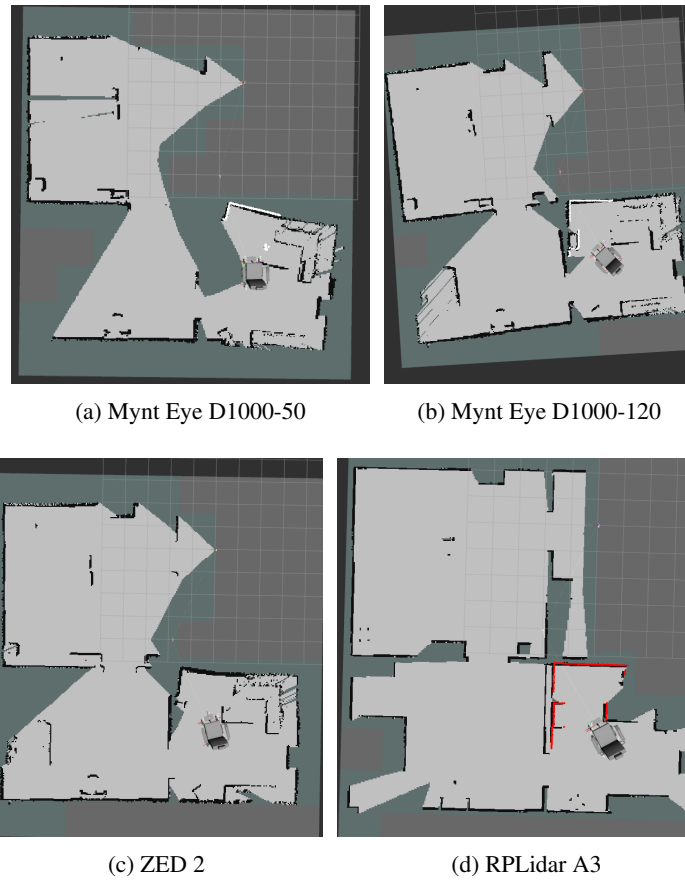 (a) Mynt Eye D1000-50
(b) Mynt Eye D1000-120
(c) ZED 2
(d) RPLidar A3